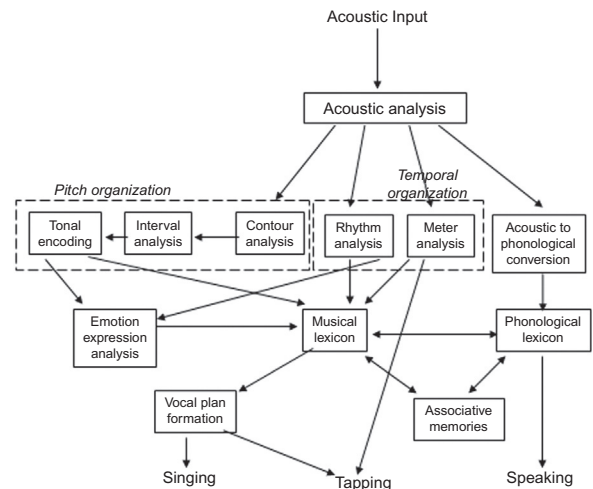 Acoustic Input
Acoustic analysis
Pitch organization
Temporal
organization
Tonal
encoding
Interval
analysis
Contour
analysis
Rhythm
analysis
Meter
analysis
Acoustic to
phonological
conversion
Emotion
expression
analysis
Musical
lexicon
Phonological
lexicon
Vocal plan
formation
Associative
memories
Singing
Tapping
Speaking